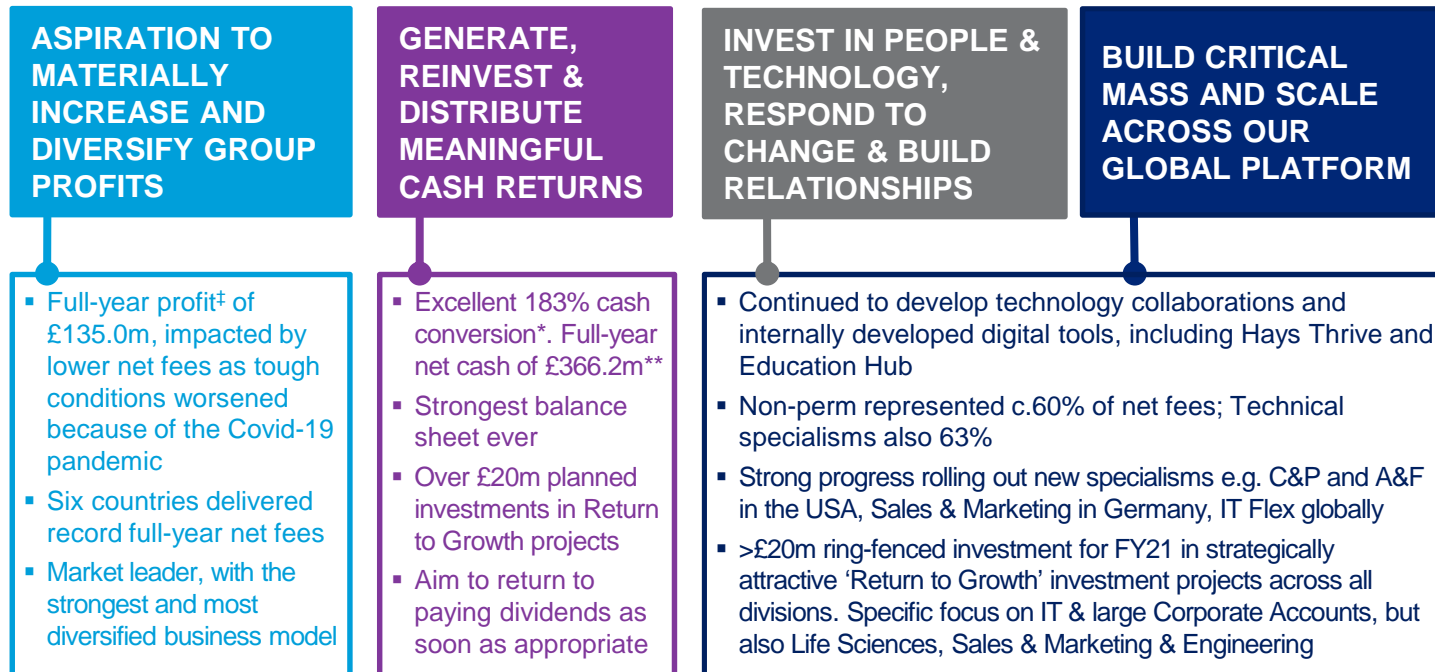 ASPIRATION TO
MATERIALLY
INCREASE AND
DIVERSIFY GROUP
PROFITS
GENERATE,
REINVEST &
DISTRIBUTE
MEANINGFUL
CASH RETURNS
INVEST IN PEOPLE &
TECHNOLOGY,
RESPOND TO
CHANGE & BUILD
RELATIONSHIPS
BUILD CRITICAL
MASS AND SCALE
ACROSS OUR
GLOBAL PLATFORM
▪ Full-year profit‡ of
£135.0m, impacted by
lower net fees as tough
conditions worsened
because of the Covid-19
pandemic
▪ Six countries delivered
record full-year net fees
▪ Market leader, with the
strongest and most
diversified business model
▪ Excellent 183% cash
conversion*. Full-year
net cash of £366.2m**
▪ Strongest balance
sheet ever
▪ Over £20m planned
investments in Return
to Growth projects
▪ Aim to return to
paying dividends as
soon as appropriate
▪ Continued to develop technology collaborations and
internally developed digital tools, including Hays Thrive and
Education Hub
▪ Non-perm represented c.60% of net fees; Technical
specialisms also 63%
▪ Strong progress rolling out new specialisms e.g. C&P and A&F
in the USA, Sales & Marketing in Germany, IT Flex globally
▪ >£20m ring-fenced investment for FY21 in strategically
attractive ‘Return to Growth’ investment projects across all
divisions. Specific focus on IT & large Corporate Accounts, but
also Life Sciences, Sales & Marketing & Engineering